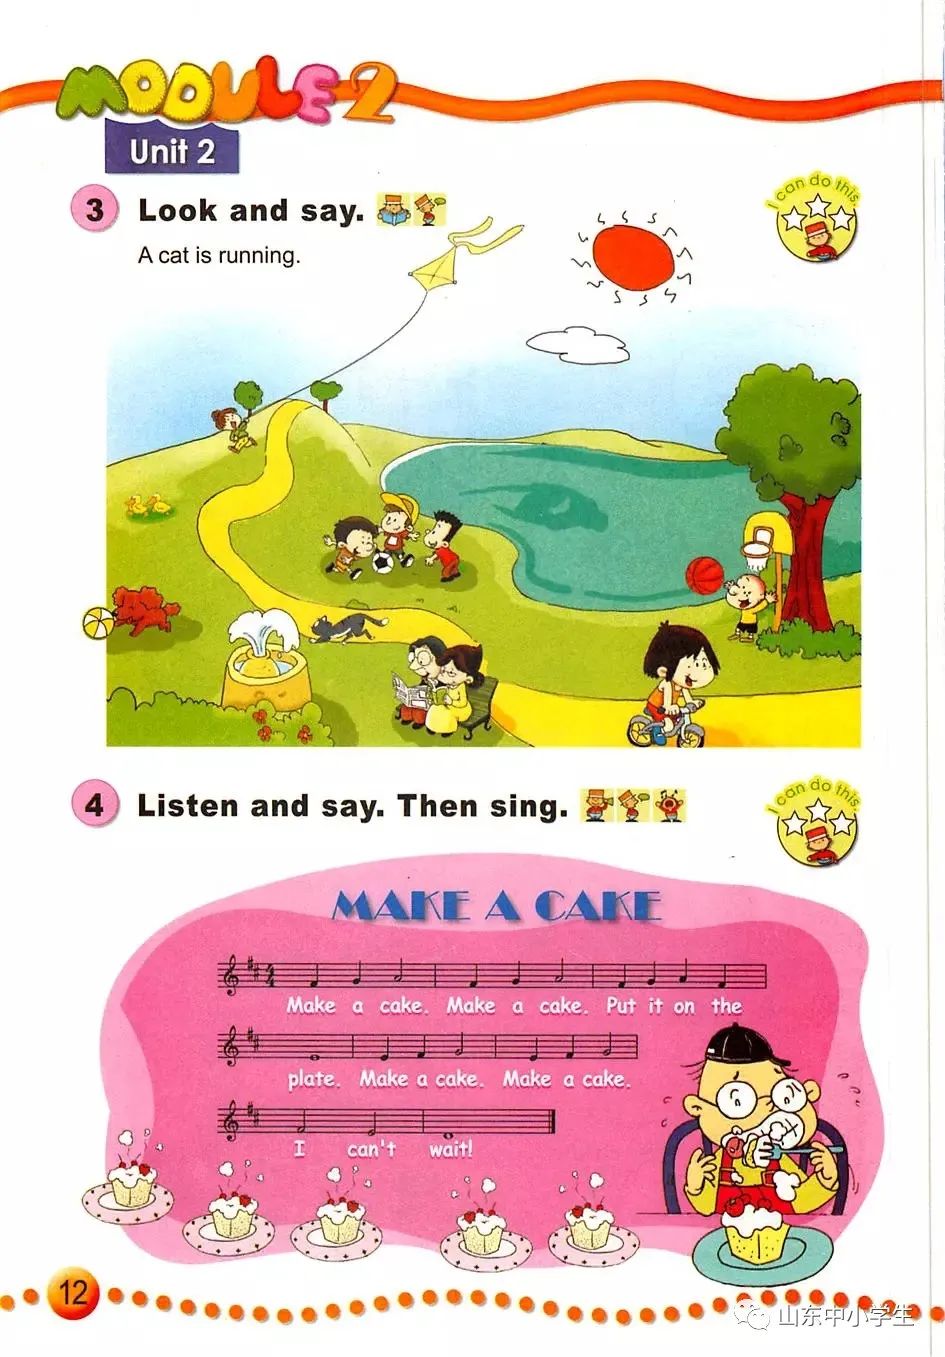 MODULE 2
Unit 2
3 Look and say.
I can do this.
A cat is running.
4 Listen and say. Then sing.
I can do this.
MAKE A CAKE
Make a cake. Make a cake. Put it on the
plate. Make a cake. Make a cake.
I can't wait!
12
山东中小学生